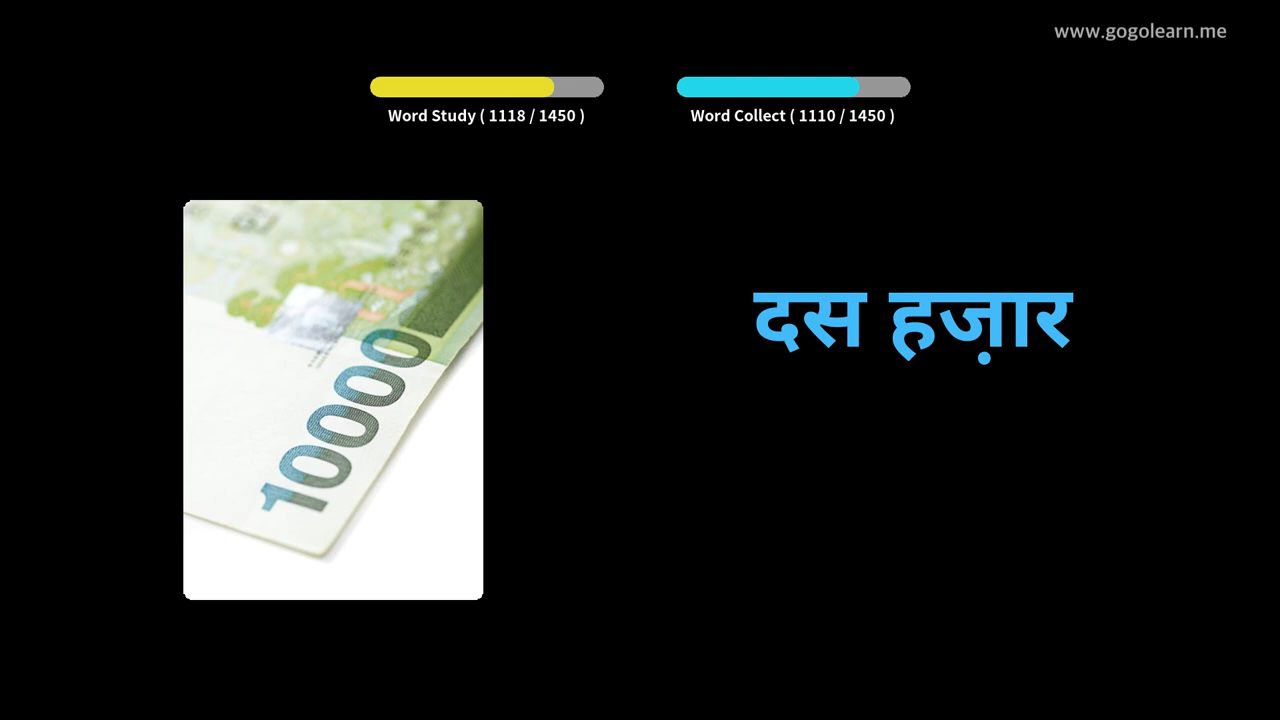 www.gogolearn.me
Word Study ( 1118 / 1450 )
Word Collect ( 1110 / 1450 )
10000
दस हज़ार